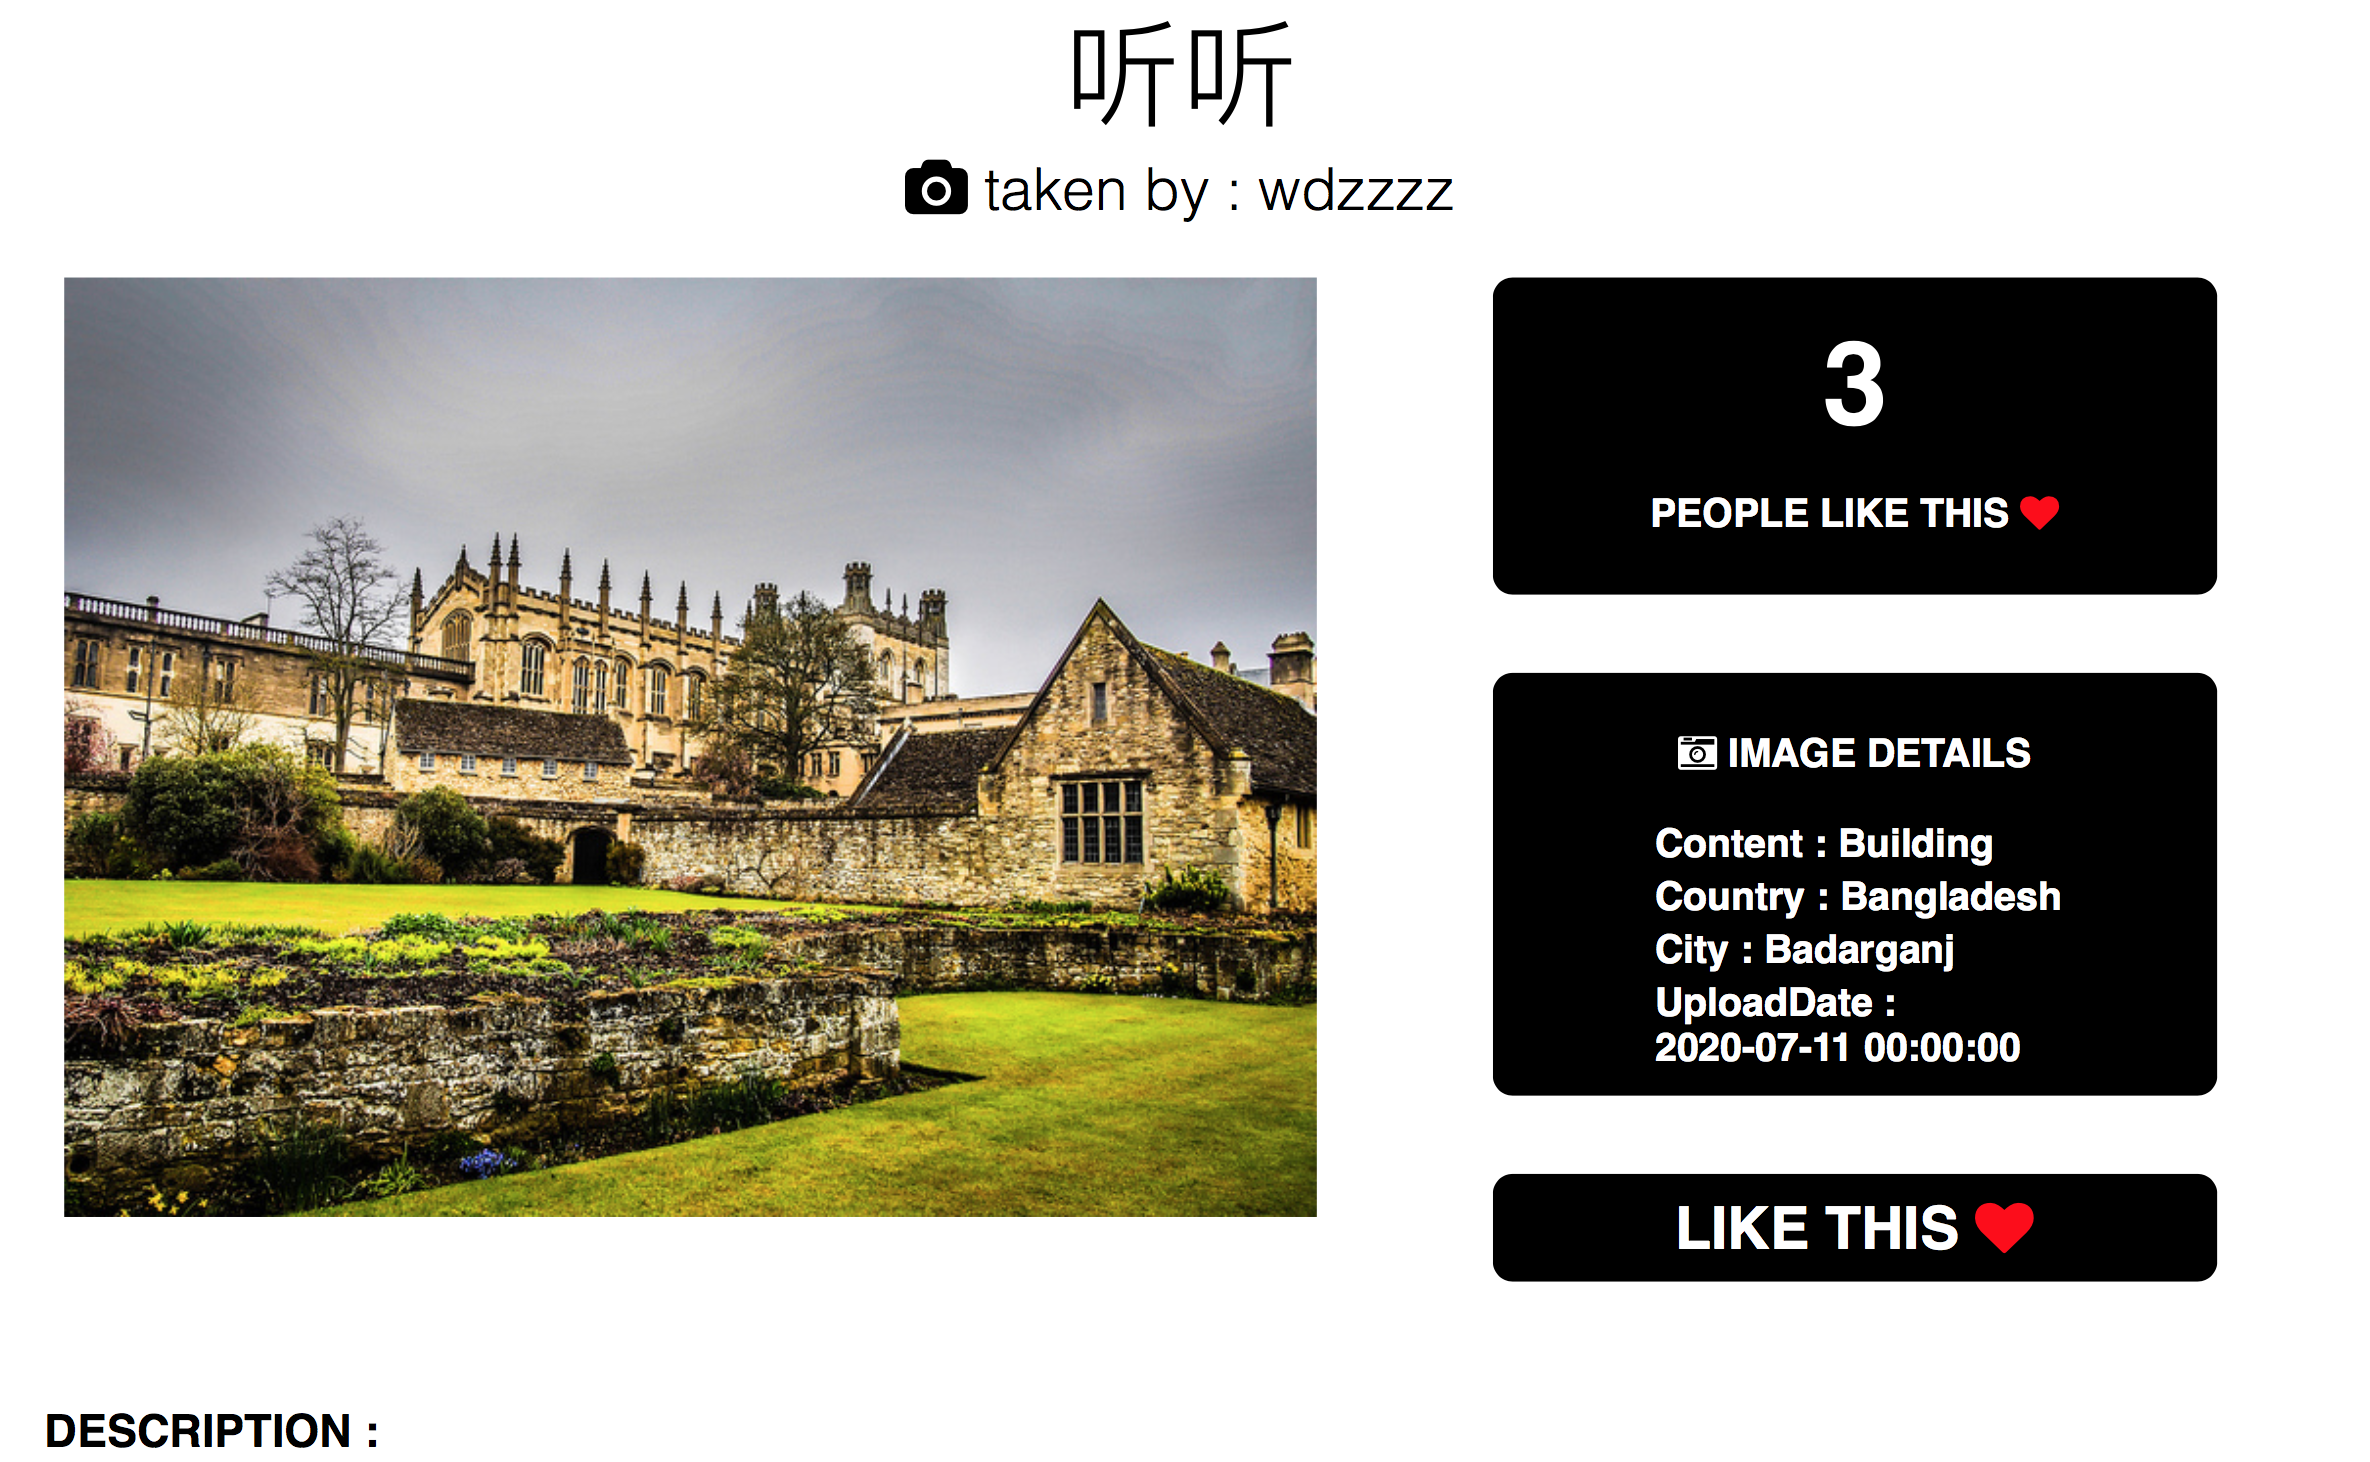 听听
taken by : wdzzzz
3
PEOPLE LIKE THIS
IMAGE DETAILS
Content : Building
Country : Bangladesh
City : Badarganj
UploadDate :
2020-07-11 00:00:00
LIKE THIS
DESCRIPTION :